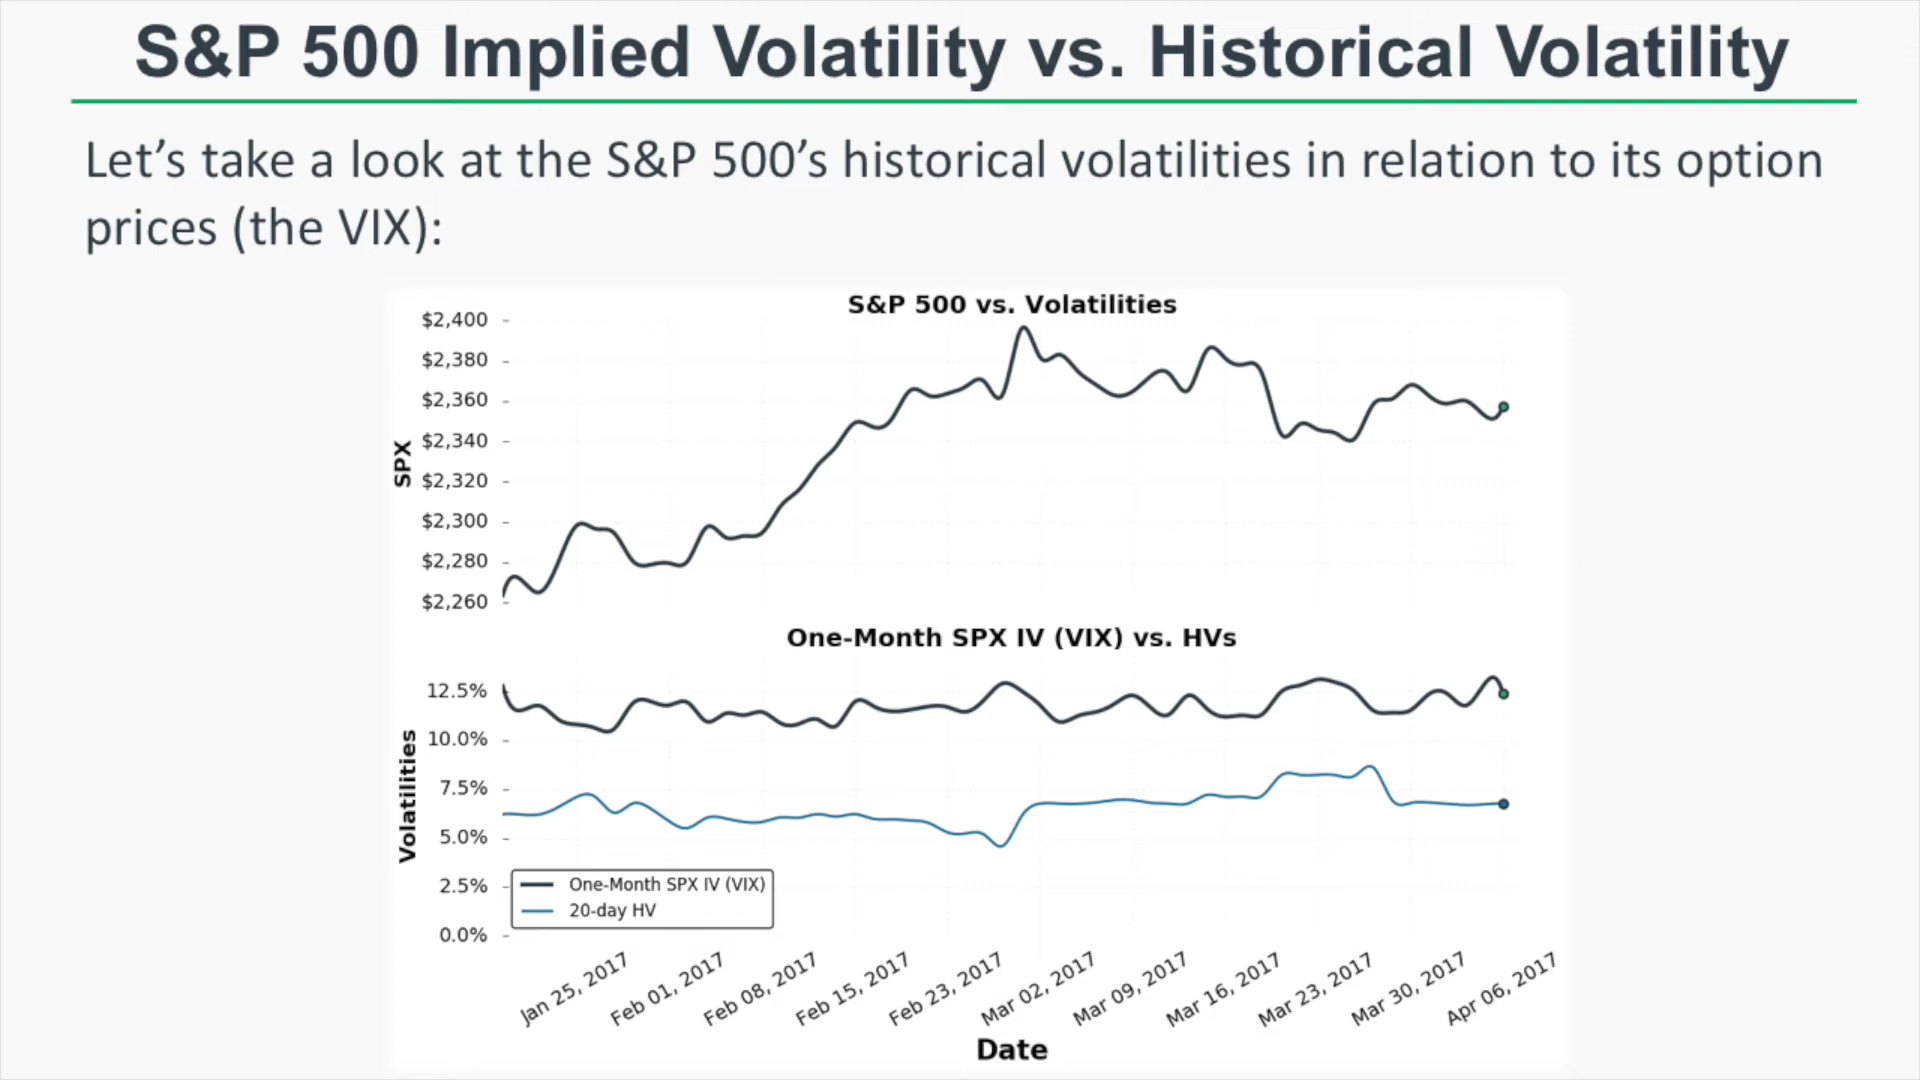 S&P 500 Implied Volatility vs. Historical Volatility
Let’s take a look at the S&P 500’s historical volatilities in relation to its option
prices (the VIX):
S&P 500 vs. Volatilities
$2,400
$2,380
$2,360
$2,340
$2,320
$2,300
$2,280
$2,260
SPX
One-Month SPX IV (VIX) vs. HVs
12.5%
10.0%
7.5%
5.0%
2.5%
0.0%
Volatilities
One-Month SPX IV (VIX)
20-day HV
Jan 25, 2017
Feb 01, 2017
Feb 08, 2017
Feb 15, 2017
Feb 23, 2017
Mar 02, 2017
Mar 09, 2017
Mar 16, 2017
Mar 23, 2017
Mar 30, 2017
Apr 06, 2017
Date